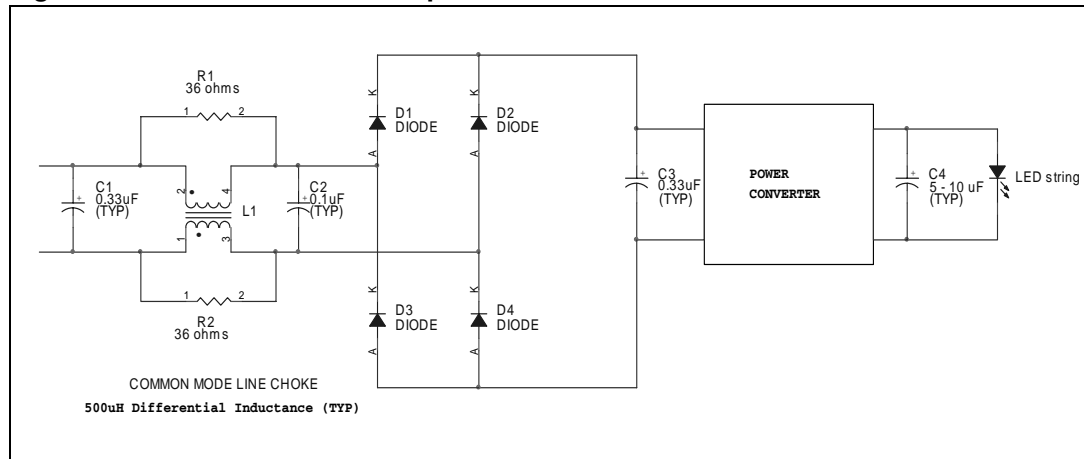 R1
36 ohms
1
2
K
K
D1
DIODE
D2
DIODE
A
A
C1
0.33uF
(TYP)
+
2
4
1
3
L1
C2
+
0.1uF
(TYP)
C3
+
0.33uF
(TYP)
POWER
CONVERTER
C4
+
5 - 10 uF
(TYP)
LED string
1
2
R2
36 ohms
K
K
D3
DIODE
D4
DIODE
A
A
COMMON MODE LINE CHOKE
500uH Differential Inductance (TYP)